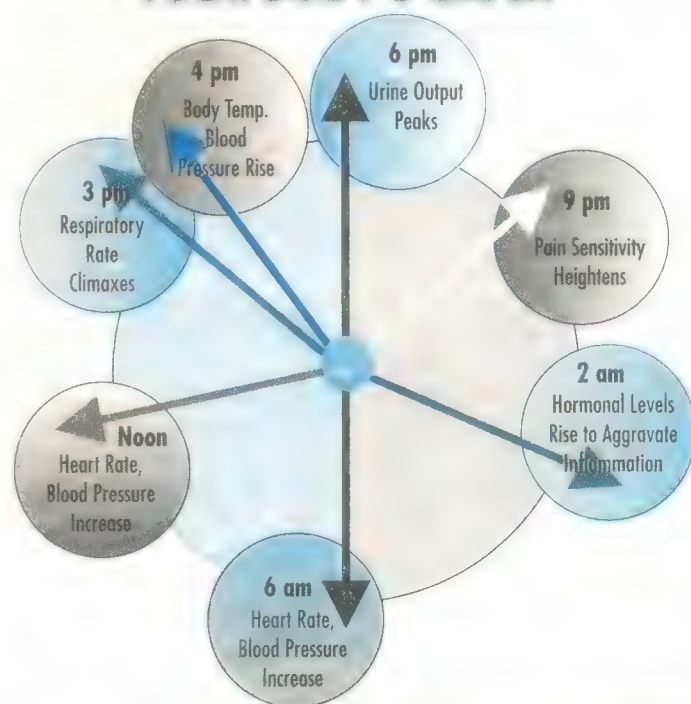 6 pm
Urine Output
Peaks
9 pm
Pain Sensitivity
Heightens
2 am
Hormonal Levels
Rise to Aggravate
Inflammation
6 am
Heart Rate,
Blood Pressure
Increase
Noon
Heart Rate,
Blood Pressure
Increase
3 pm
Respiratory
Rate
Climaxes
4 pm
Body Temp.
Blood
Pressure Rise